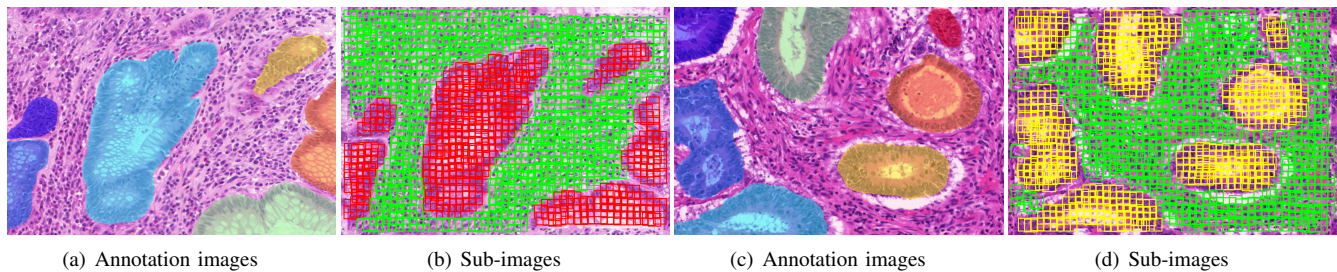 (a) Annotation images
(b) Sub-images
(c) Annotation images
(d) Sub-images